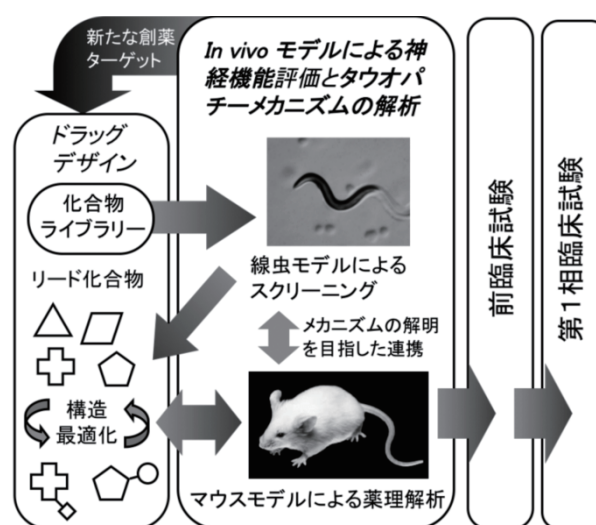 新たな創薬
ターゲット
In vivo モデルによる神
経機能評価とタウオパ
チーメカニズムの解析
ドラッグ
デザイン
化合物
ライブラリー
リード化合物
構造
最適化
線虫モデルによる
スクリーニング
メカニズムの解明
を目指した連携
マウスモデルによる薬理解析
前臨床試験
第1相臨床試験